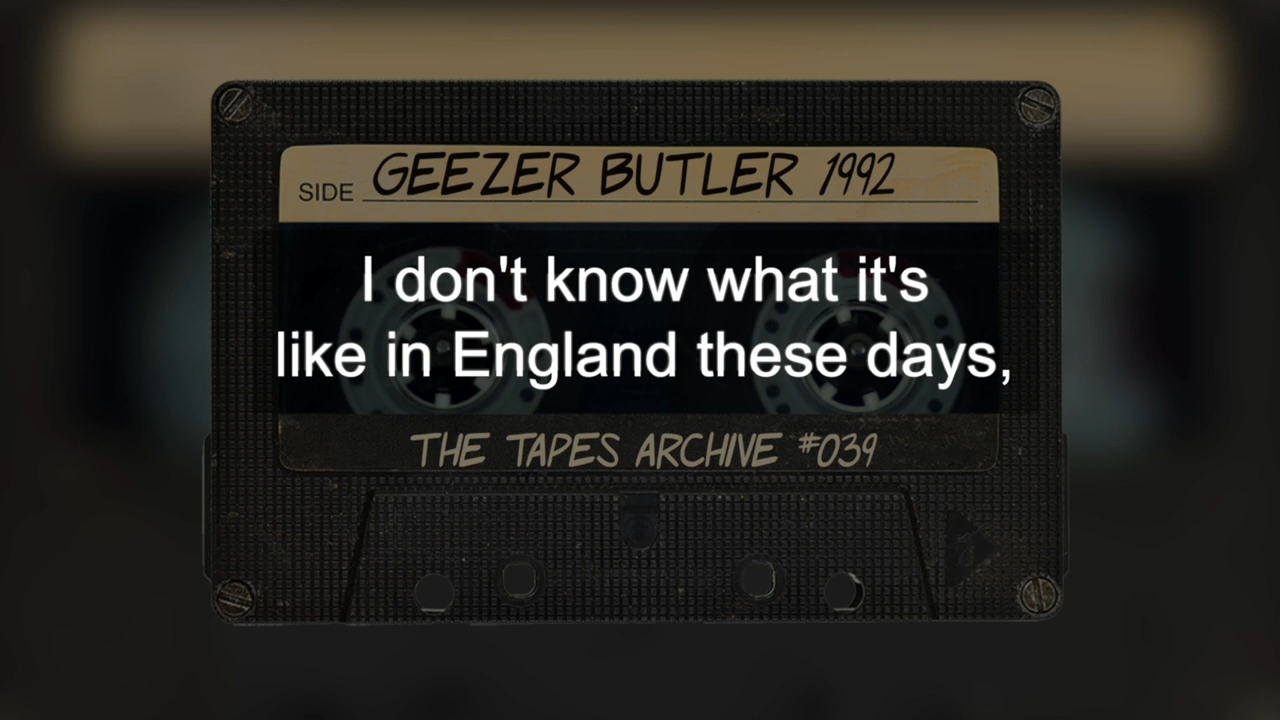 GEEZER BUTLER 1992
SIDE
I don't know what it's
like in England these days,
THE TAPES ARCHIVE #039